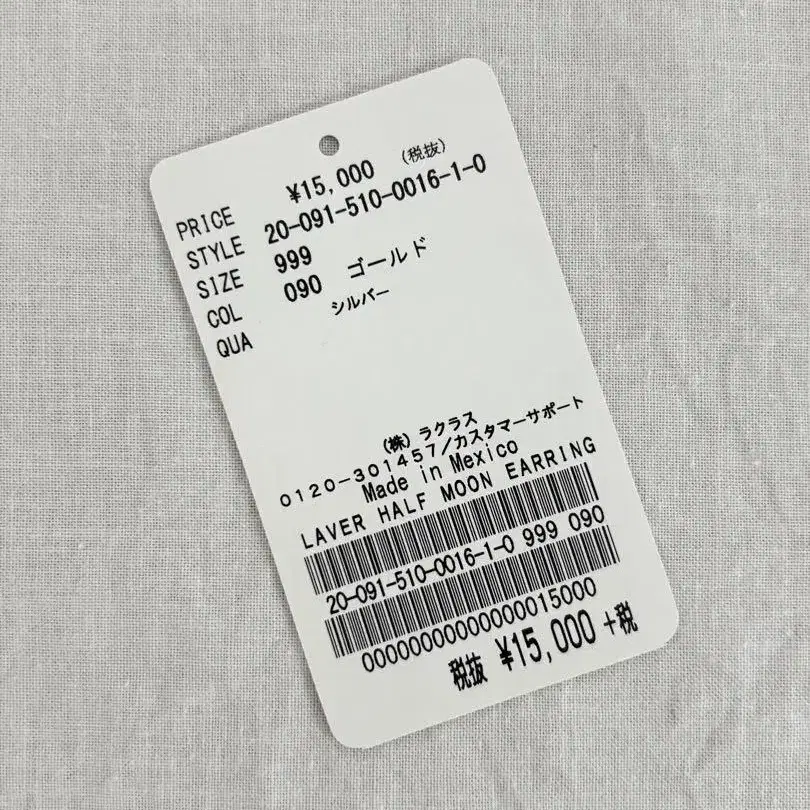 PRICE ¥15,000 (税抜)
STYLE 20-091-510-0016-1-0
SIZE 999
COL 090 ゴールド
QUA シルバー
(株) ラクラス
0120-301457/カスタマーサポート
Made in Mexico
LAVER HALF MOON EARRING
20-091-510-0016-1-0 999 090
0000000000000015000
税抜 ¥15,000 +税